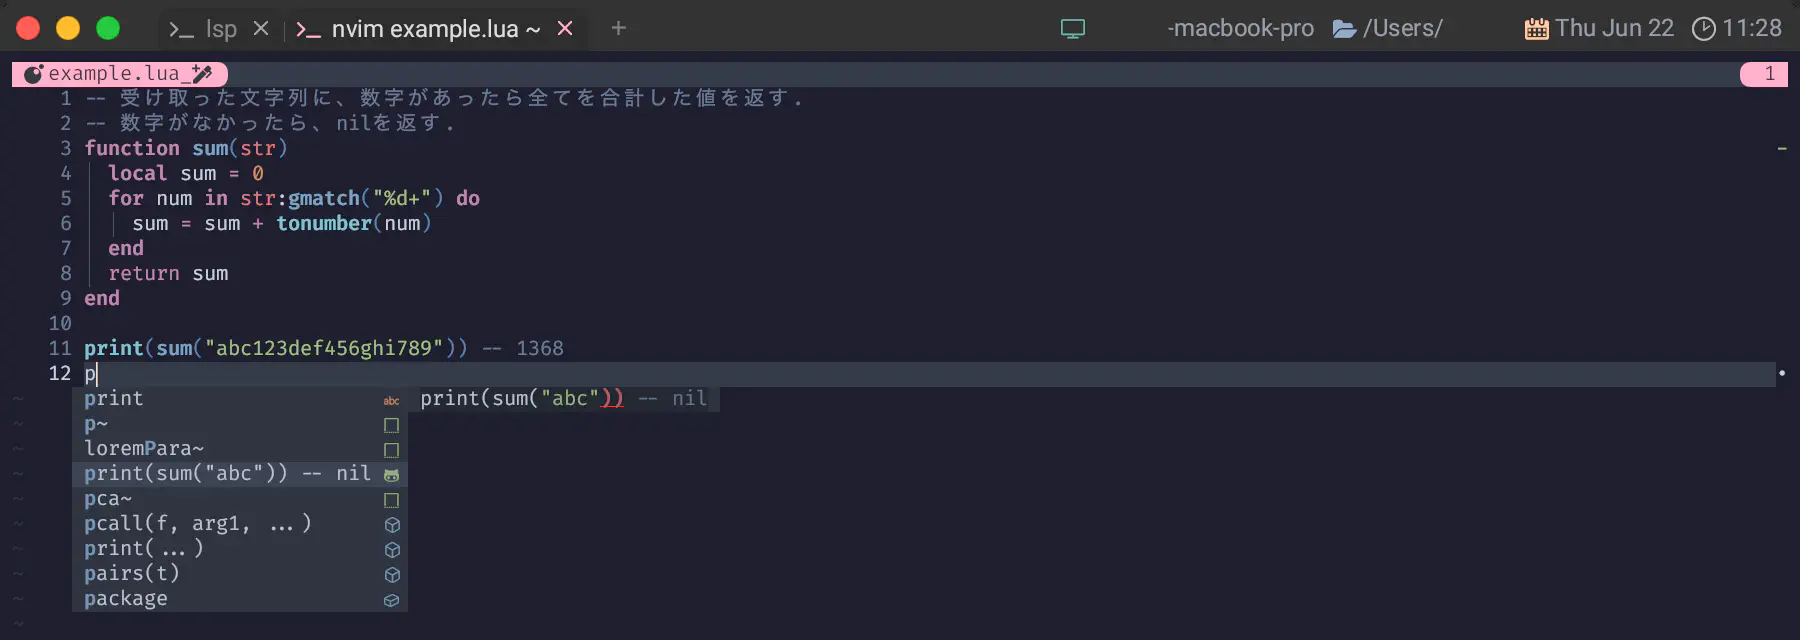 lsp
nvim example.lua ~
-macbook-pro /Users/ Thu Jun 22 11:28
example.lua
1
1 -- 受け取った文字列に、数字があったら全てを合計した値を返す.
2 -- 数字がなかったら、nilを返す.
3 function sum(str)
4 local sum = 0
5 for num in str:gmatch("%d+") do
6 sum = sum + tonumber(num)
7 end
8 return sum
9 end
10
11 print(sum("abc123def456ghi789")) -- 1368
12 p
print abc
print(sum("abc")) -- nil
p~
loremPara~
print(sum("abc")) -- nil
pca~
pcall(f, arg1, ...)
print(...)
pairs(t)
package